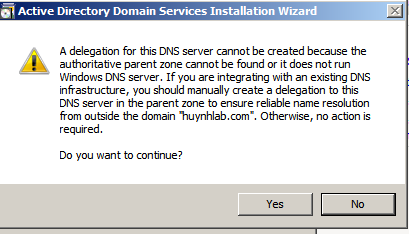 Active Directory Domain Services Installation Wizard
A delegation for this DNS server cannot be created because the
authoritative parent zone cannot be found or it does not run
Windows DNS server. If you are integrating with an existing DNS
infrastructure, you should manually create a delegation to this
DNS server in the parent zone to ensure reliable name resolution
from outside the domain "huynhlab.com". Otherwise, no action is
required.
Do you want to continue?
Yes No